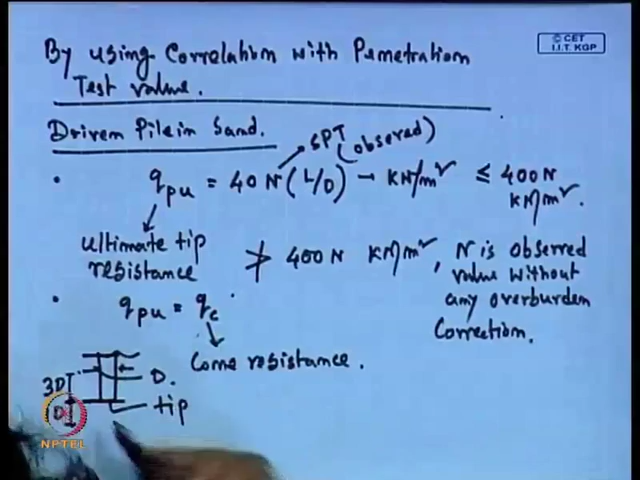 © CET
I.I.T. KGP
By using Correlation with Penetration
Test value.
Driven Pile in Sand.
SPT (observed)
• qpu = 40 N (L/D) – KN/m² ≤ 400 N
KN/m².
Ultimate tip
resistance
≯ 400 N KN/m², N is observed
value without
any overburden
Correction.
• qpu = qc.
Cone resistance.
3D
D.
D
tip
NPTEL